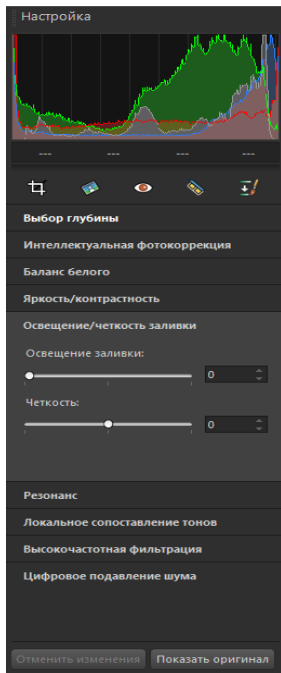 Настройка
--- --- --- ---
Выбор глубины
Интеллектуальная фотокоррекция
Баланс белого
Яркость/контрастность
Освещение/четкость заливки
Освещение заливки:
0
Четкость:
0
Резонанс
Локальное сопоставление тонов
Высокочастотная фильтрация
Цифровое подавление шума
Отменить изменения Показать оригинал